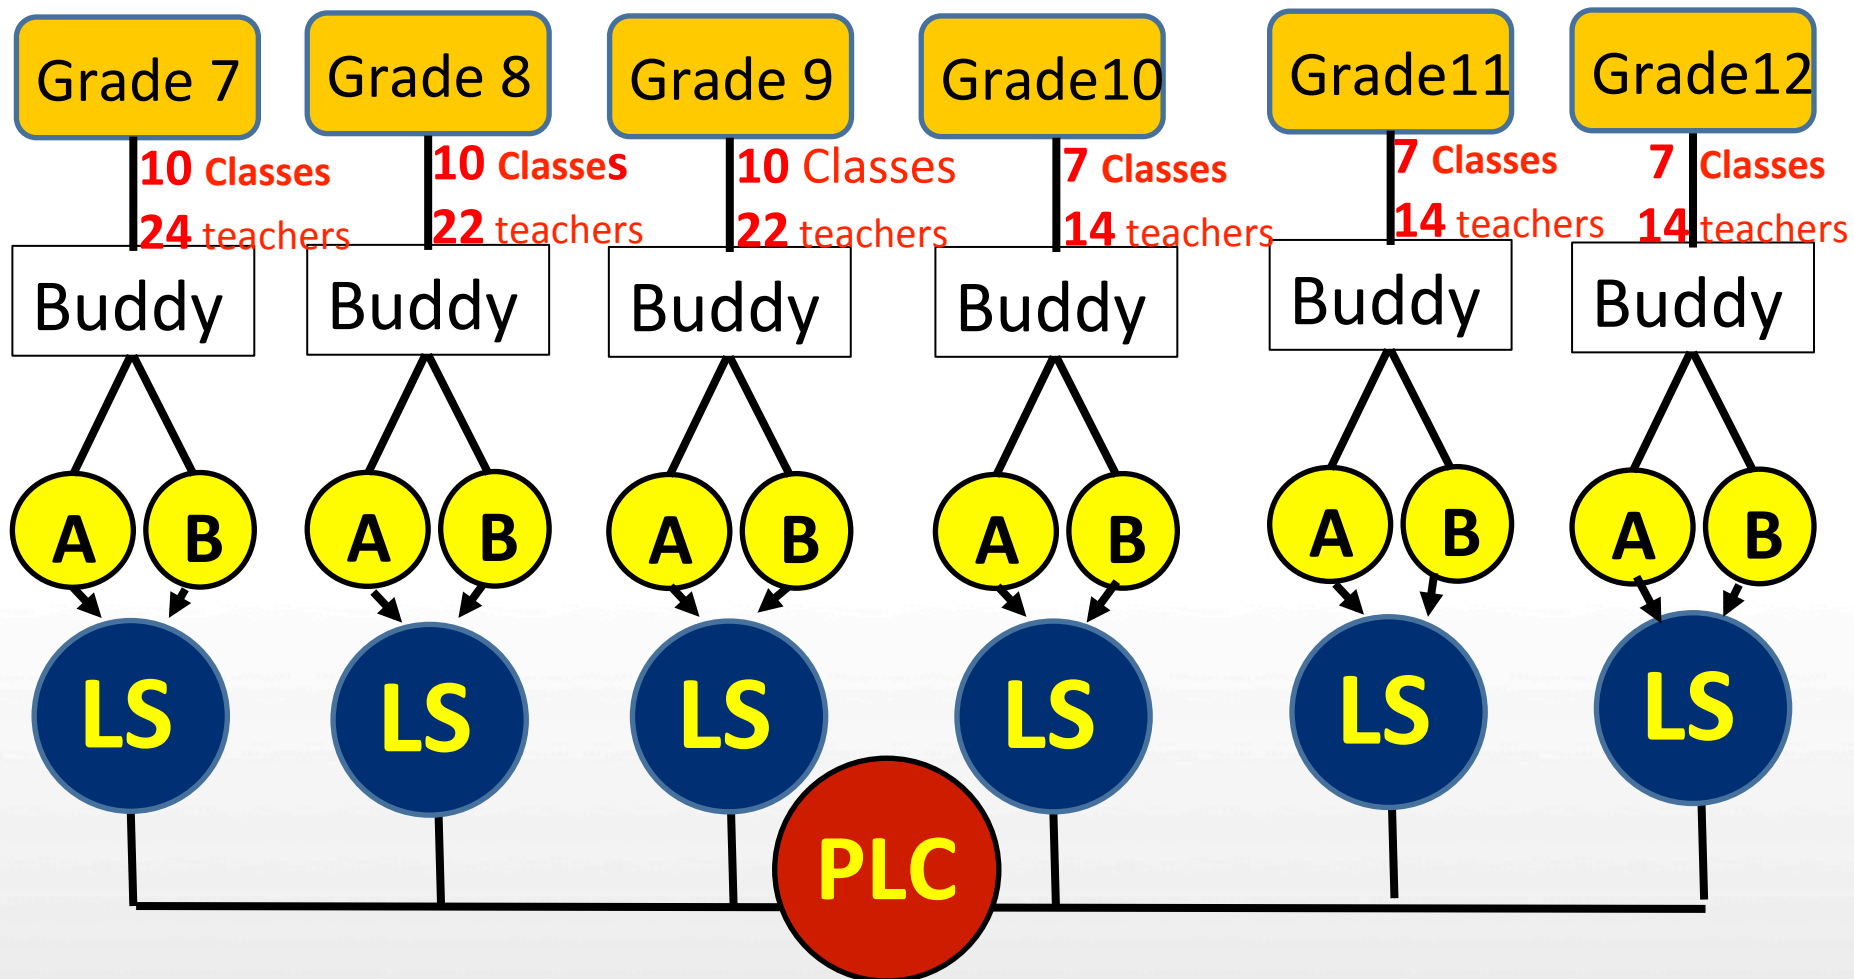 Grade 7
Grade 8
Grade 9
Grade10
Grade11
Grade12
10 Classes
24 teachers
10 Classes
22 teachers
10 Classes
22 teachers
7 Classes
14 teachers
7 Classes
14 teachers
7 Classes
14 teachers
Buddy
Buddy
Buddy
Buddy
Buddy
Buddy
A B
A B
A B
A B
A B
A B
LS
LS
LS
LS
LS
LS
PLC